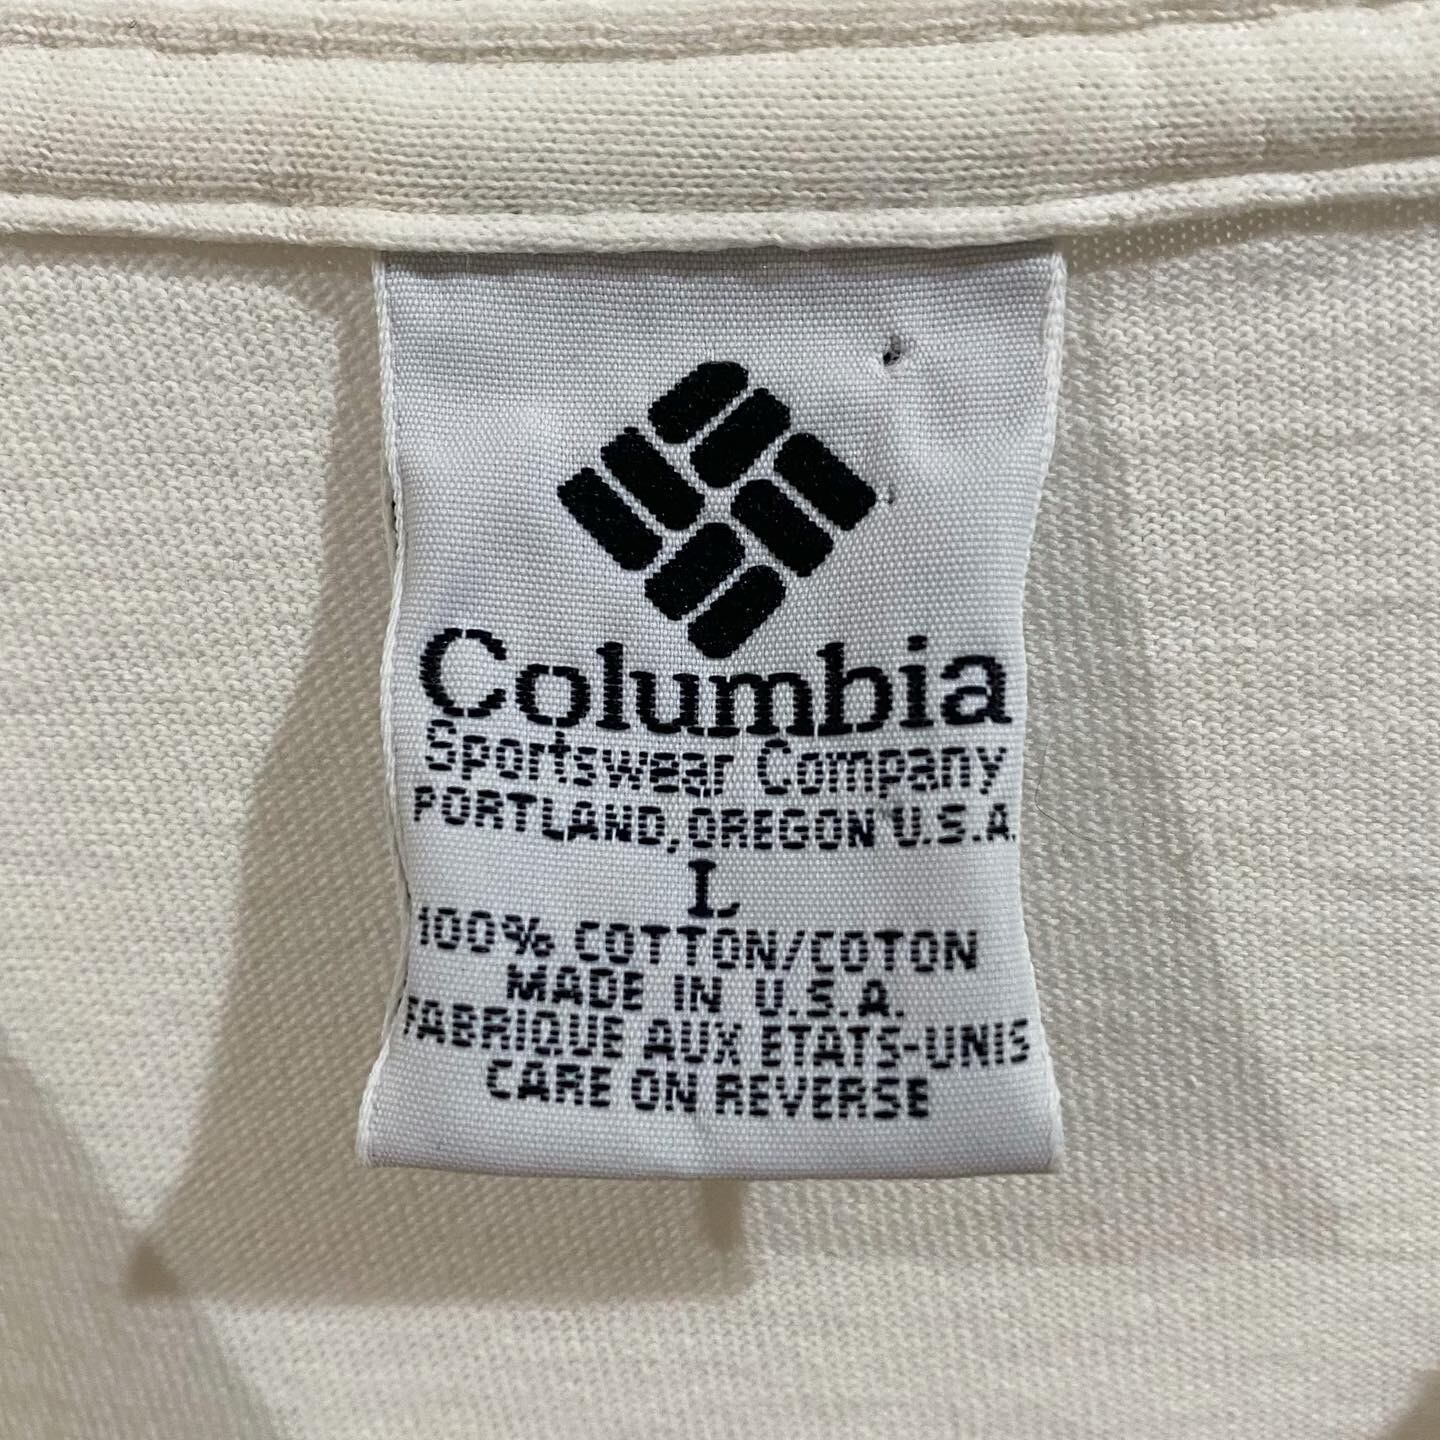 Columbia
Sportswear Company
PORTLAND, OREGON U.S.A.
L
100% COTTON/COTON
MADE IN U.S.A.
FABRIQUE AUX ETATS-UNIS
CARE ON REVERSE